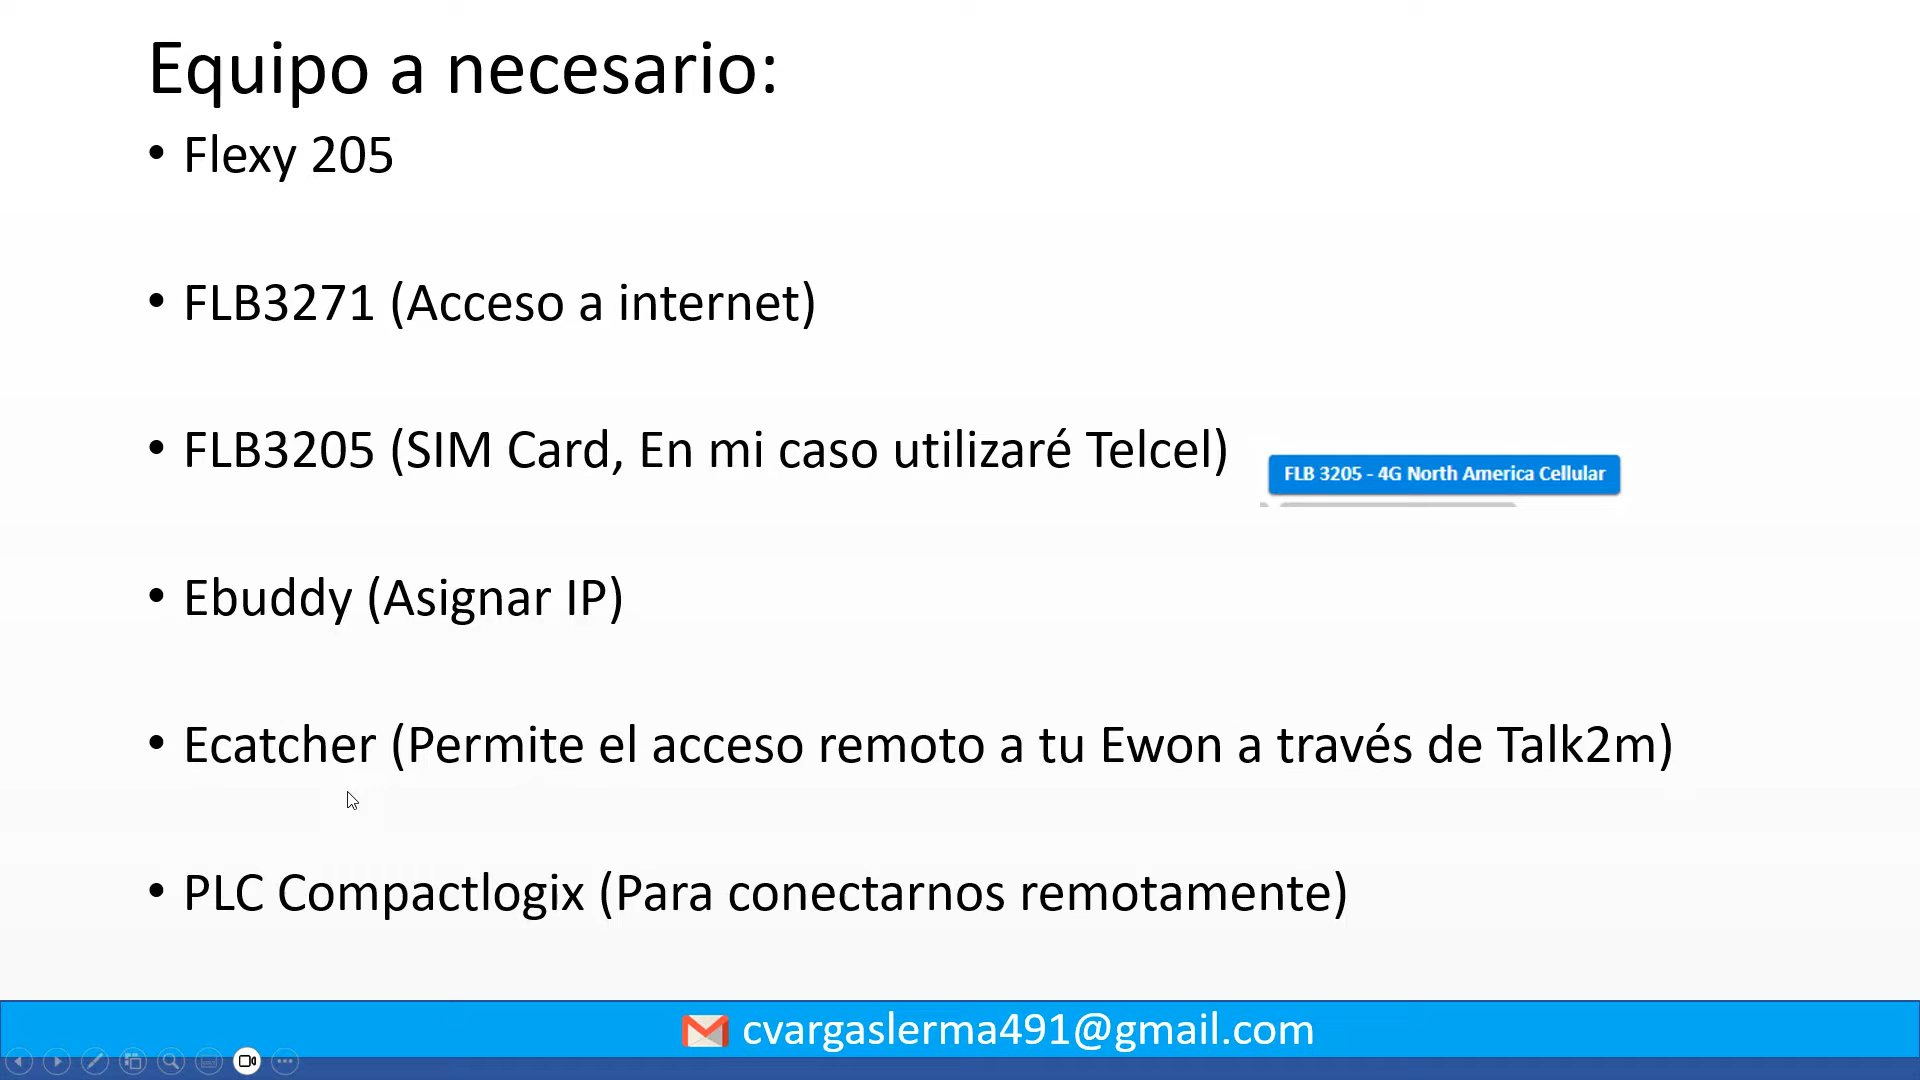 Equipo a necesario:
• Flexy 205
• FLB3271 (Acceso a internet)
• FLB3205 (SIM Card, En mi caso utilizaré Telcel)
FLB 3205 - 4G North America Cellular
• Ebuddy (Asignar IP)
• Ecatcher (Permite el acceso remoto a tu Ewon a través de Talk2m)
• PLC Compactlogix (Para conectarnos remotamente)
cvargaslerma491@gmail.com